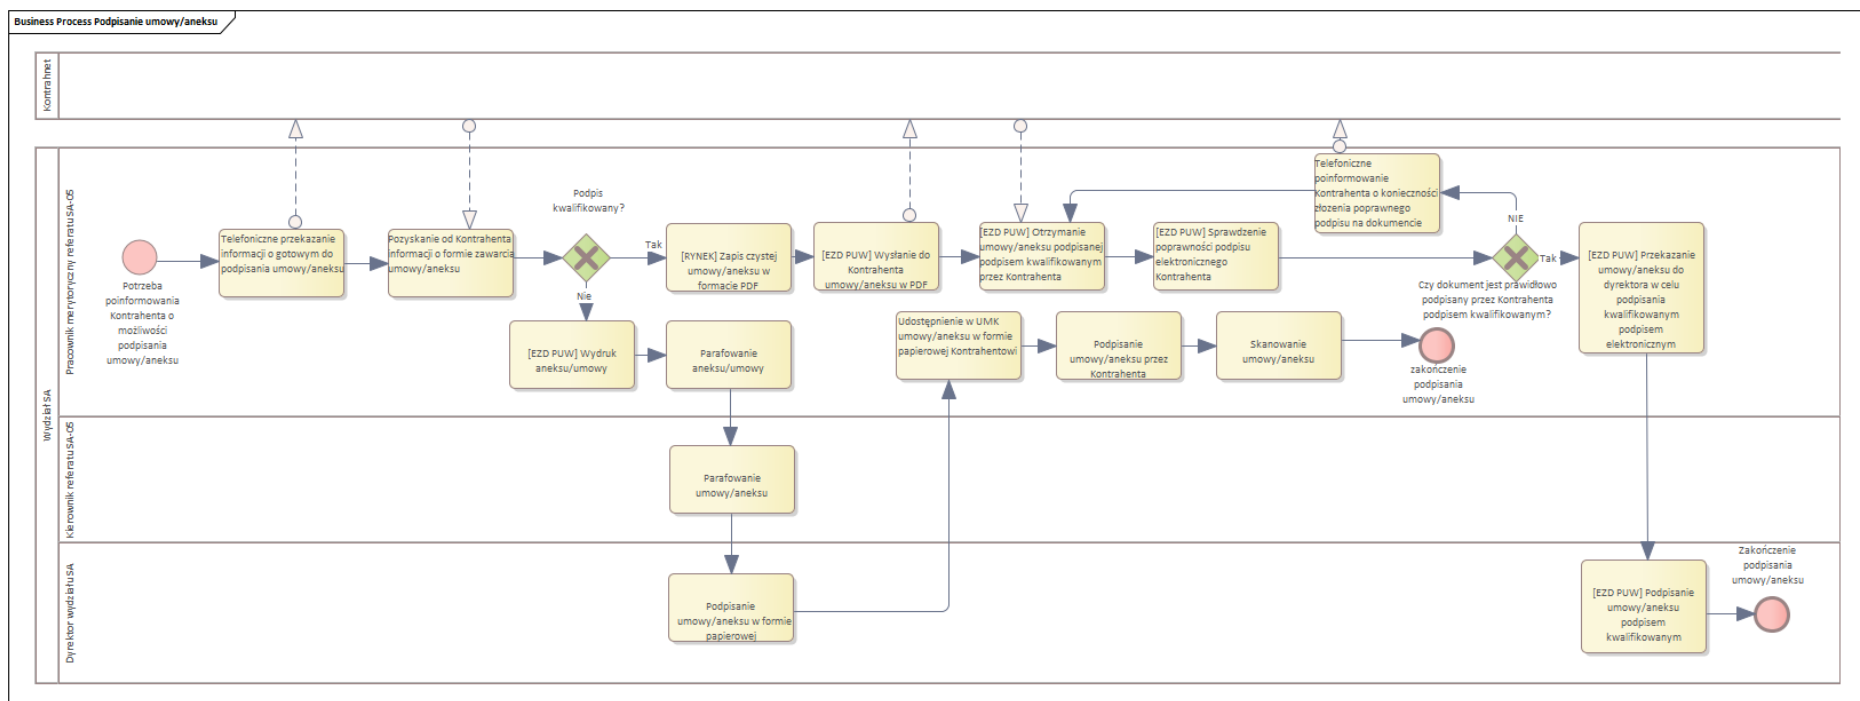 Business Process Podpisanie umowy/aneksu
Kontrahnet
Wydział SA
Pracownik merytoryczny referatu SA-05
Kierownik referatu SA-05
Dyrektor wydziału SA
Potrzeba
poinformowania
Kontrahenta o
możliwości
podpisania
umowy/aneksu
Telefoniczne przekazanie
informacji o gotowym do
podpisania umowy/aneksu
Pozyskanie od Kontrahenta
informacji o formie zawarcia
umowy/aneksu
Podpis
kwalifikowany?
Tak
Nie
[RYNEK] Zapis czystej
umowy/aneksu w
formacie PDF
[EZD PUW] Wysłanie do
Kontrahenta
umowy/aneksu w PDF
[EZD PUW] Otrzymanie
umowy/aneksu podpisanej
podpisem kwalifikowanym
przez Kontrahenta
[EZD PUW] Sprawdzenie
poprawności podpisu
elektronicznego
Kontrahenta
Telefoniczne
poinformowanie
Kontrahenta o konieczności
złozenia poprawnego
podpisu na dokumencie
NIE
Tak
Czy dokument jest prawidłowo
podpisany przez Kontrahenta
podpisem kwalifikowanym?
[EZD PUW] Przekazanie
umowy/aneksu do
dyrektora w celu
podpisania
kwalifikowanym
podpisem
elektronicznym
[EZD PUW] Wydruk
aneksu/umowy
Parafowanie
aneksu/umowy
Udostępnienie w UMK
umowy/aneksu w formie
papierowej Kontrahentowi
Podpisanie
umowy/aneksu przez
Kontrahenta
Skanowanie
umowy/aneksu
zakończenie
podpisania
umowy/aneksu
Parafowanie
umowy/aneksu
Podpisanie
umowy/aneksu w formie
papierowej
[EZD PUW] Podpisanie
umowy/aneksu
podpisem
kwalifikowanym
Zakończenie
podpisania
umowy/aneksu